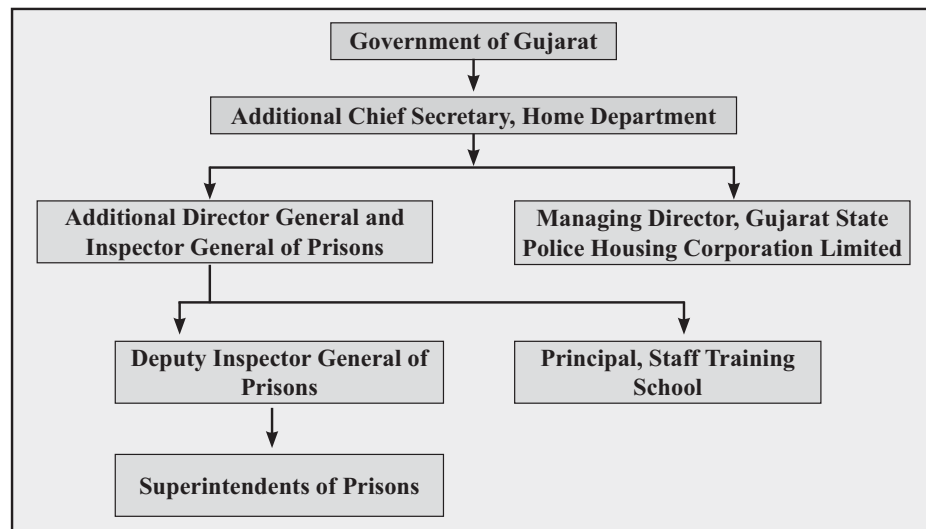 Government of Gujarat
Additional Chief Secretary, Home Department
Additional Director General and
Inspector General of Prisons
Managing Director, Gujarat State
Police Housing Corporation Limited
Deputy Inspector General of
Prisons
Principal, Staff Training
School
Superintendents of Prisons